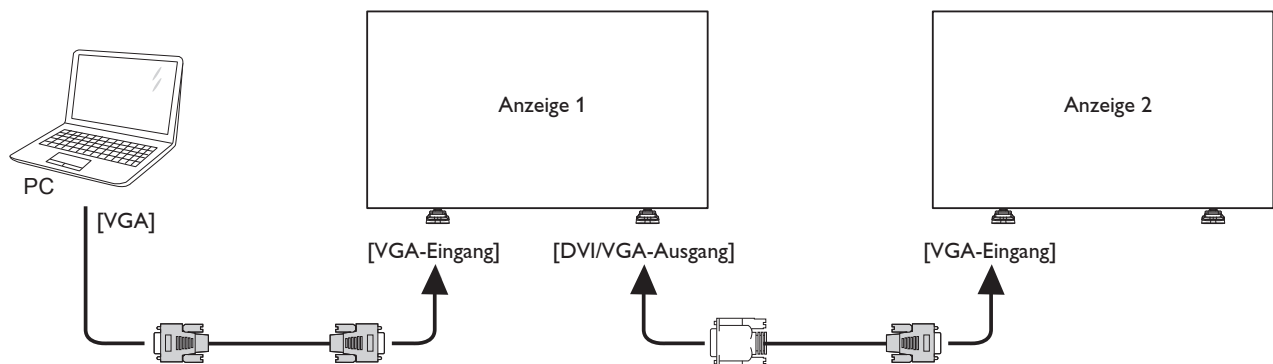 Anzeige 1
Anzeige 2
PC
[VGA]
[VGA-Eingang]
[DVI/VGA-Ausgang]
[VGA-Eingang]